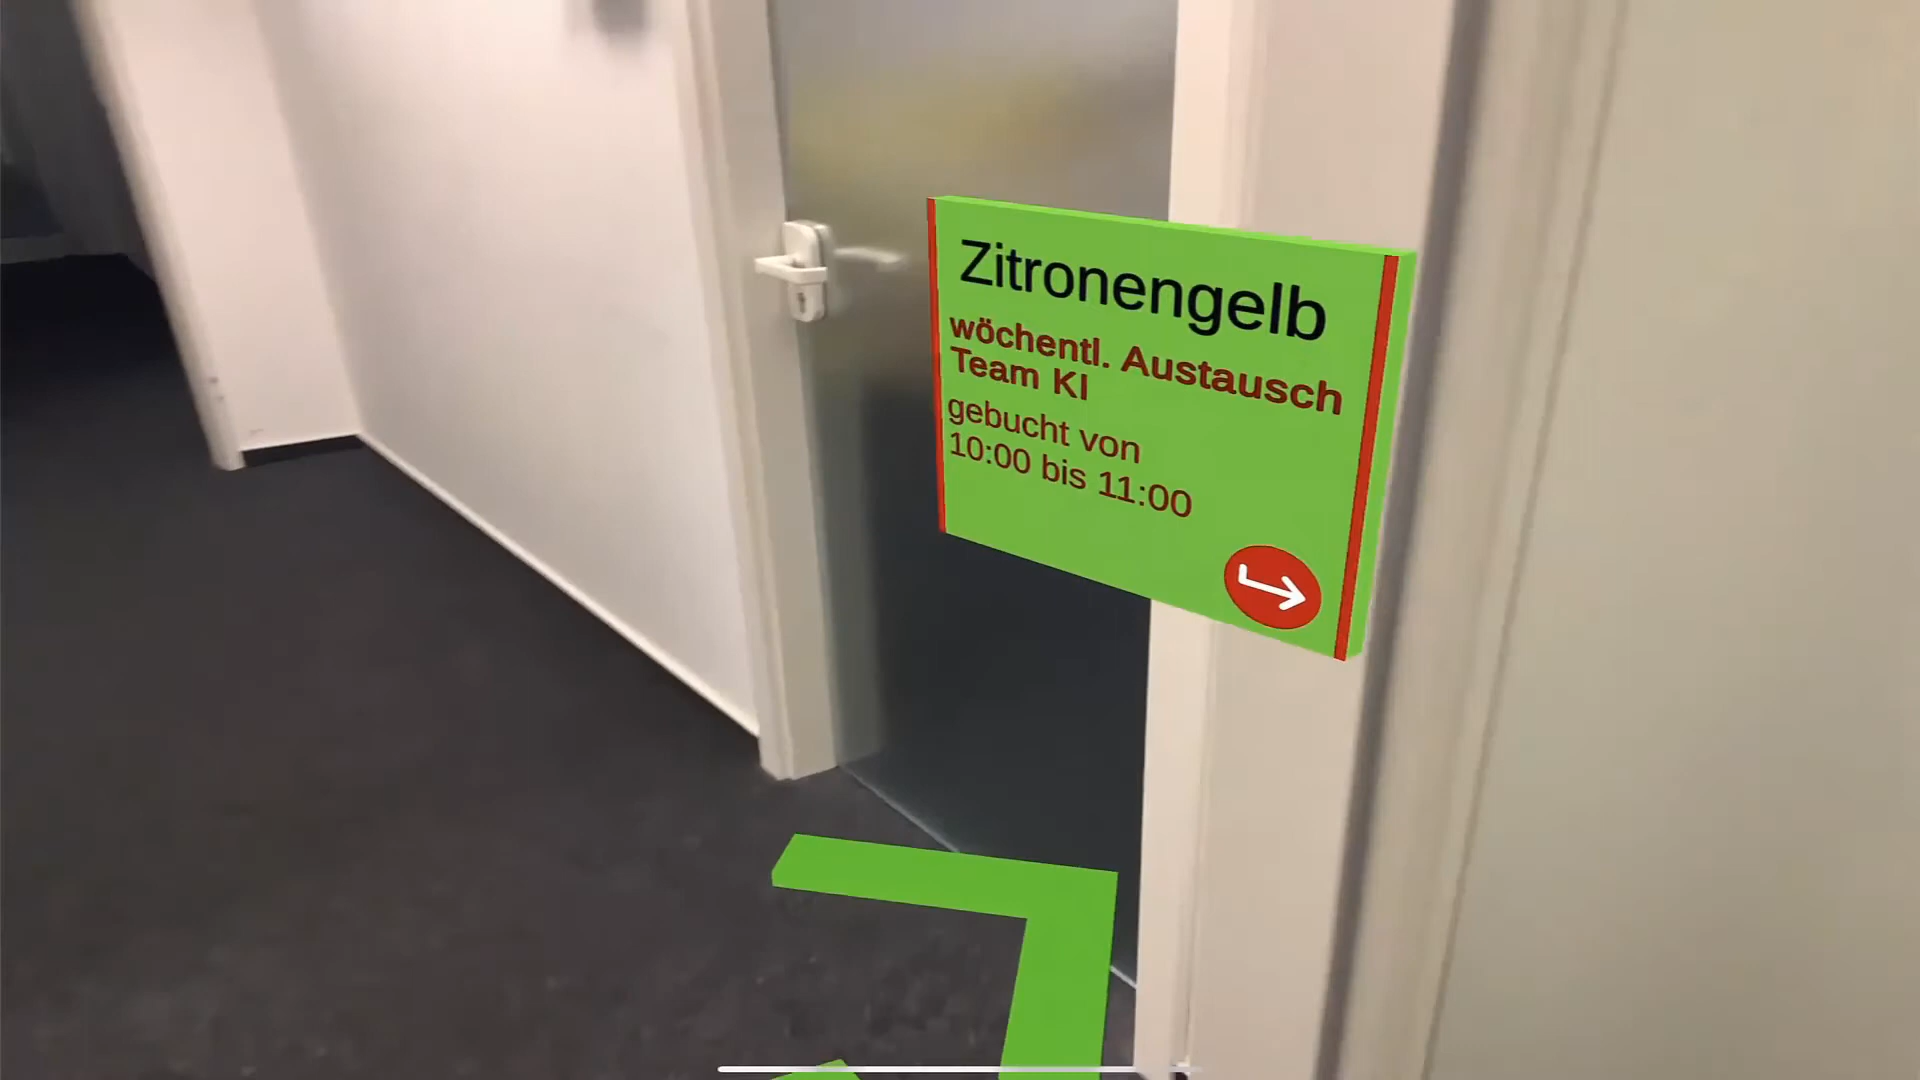 Zitronengelb
wöchentl. Austausch
Team KI
gebucht von
10:00 bis 11:00